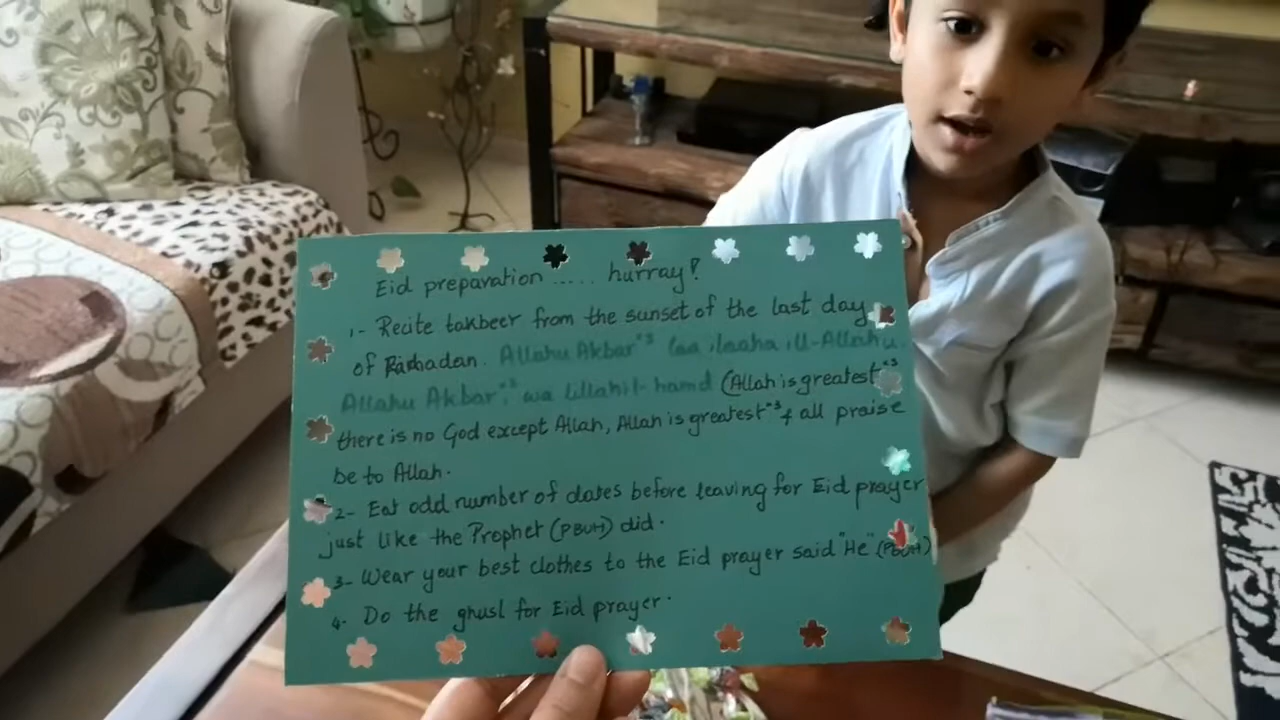 Eid preparation ..... hurray!
1- Recite takbeer from the sunset of the last day
of Ramadan. Allahu Akbar*3 laa ilaaha ill-Allahu.
Allahu Akbar*3 wa lillahil-hamd (Allah is greatest*3
there is no God except Allah, Allah is greatest*3 & all praise
be to Allah.
2- Eat odd number of dates before leaving for Eid prayer
just like the Prophet (PBUH) did.
3- Wear your best clothes to the Eid prayer said "He" (PBUH)
4. Do the ghusl for Eid prayer.